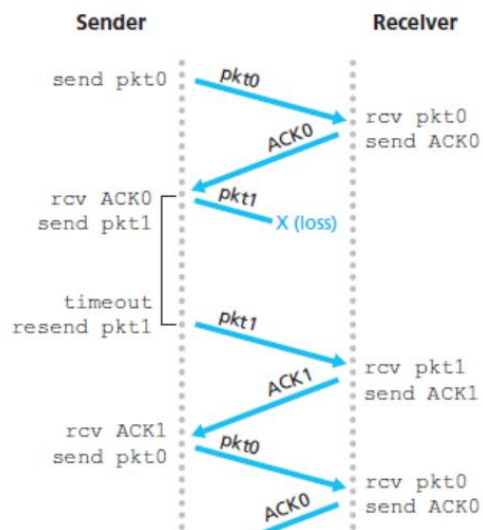 Sender Receiver
send pkt0 pkt0
rcv pkt0
ACK0 send ACK0
rcv ACK0 pkt1
send pkt1 X (loss)
timeout
resend pkt1 pkt1
rcv pkt1
ACK1 send ACK1
rcv ACK1
send pkt0 pkt0
rcv pkt0
ACK0 send ACK0